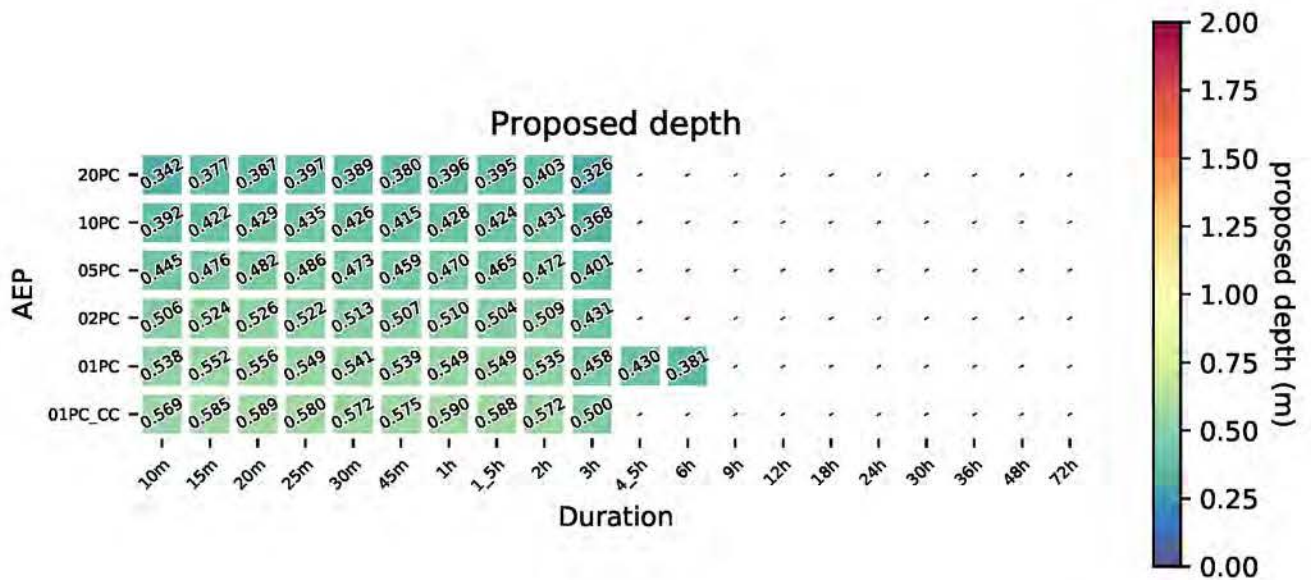 Proposed depth
AEP
20PC 0.342 0.377 0.387 0.397 0.389 0.380 0.396 0.395 0.403 0.326 - - - - - - - - - -
10PC 0.392 0.422 0.429 0.435 0.426 0.415 0.428 0.424 0.431 0.368 - - - - - - - - - -
05PC 0.445 0.476 0.482 0.486 0.473 0.459 0.470 0.465 0.472 0.401 - - - - - - - - - -
02PC 0.506 0.524 0.526 0.522 0.513 0.507 0.510 0.504 0.509 0.431 - - - - - - - - - -
01PC 0.538 0.552 0.556 0.549 0.541 0.539 0.549 0.549 0.535 0.458 0.430 0.381 - - - - - - - -
01PC_CC 0.569 0.585 0.589 0.580 0.572 0.575 0.590 0.588 0.572 0.500 - - - - - - - - - -
10m 15m 20m 25m 30m 45m 1h 1_5h 2h 3h 4_5h 6h 9h 12h 18h 24h 30h 36h 48h 72h
Duration
2.00
1.75
1.50
1.25
1.00
0.75
0.50
0.25
0.00
proposed depth (m)